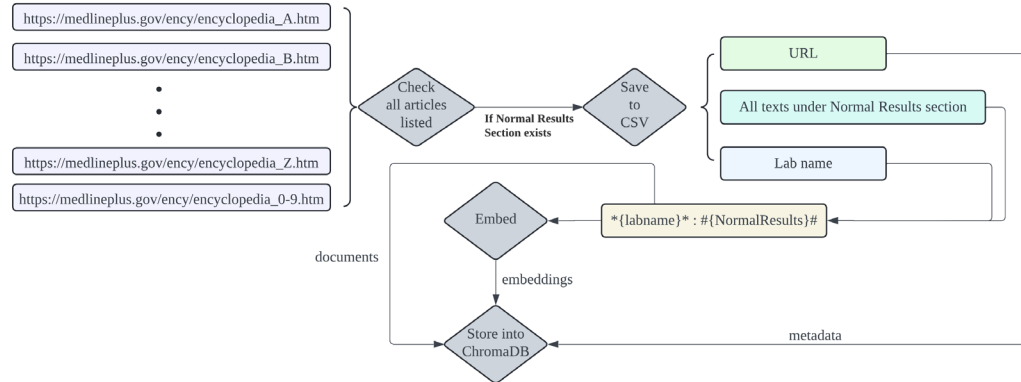 https://medlineplus.gov/ency/encyclopedia_A.htm
https://medlineplus.gov/ency/encyclopedia_B.htm
https://medlineplus.gov/ency/encyclopedia_Z.htm
https://medlineplus.gov/ency/encyclopedia_0-9.htm
Check
all articles
listed
If Normal Results
Section exists
Save
to
CSV
URL
All texts under Normal Results section
Lab name
*{labname}* : #{NormalResults}#
Embed
documents
embeddings
Store into
ChromaDB
metadata